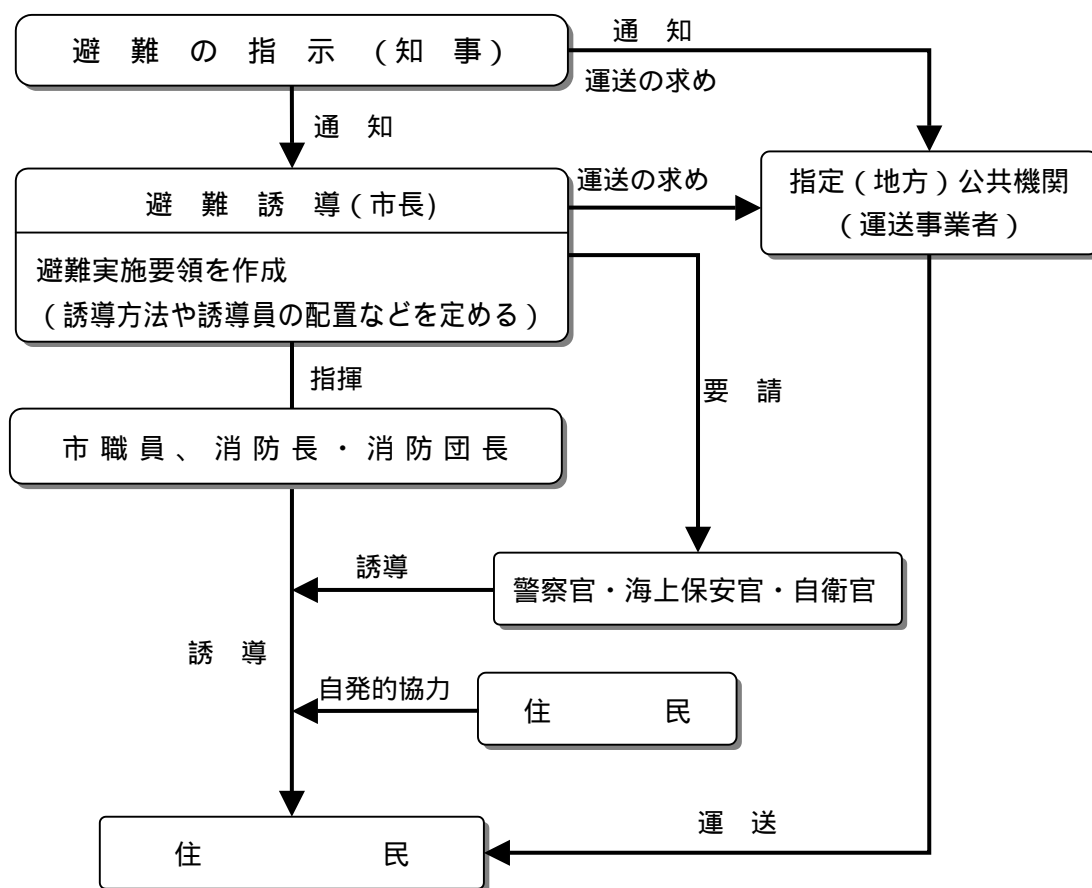 避難の指示（知事）
通知
運送の求め
通知
指定（地方）公共機関
（運送事業者）
避難誘導（市長)
運送の求め
避難実施要領を作成
（誘導方法や誘導員の配置などを定める）
指揮
要請
市職員、消防長・消防団長
誘導
警察官・海上保安官・自衛官
誘導
自発的協力
住民
運送
住民